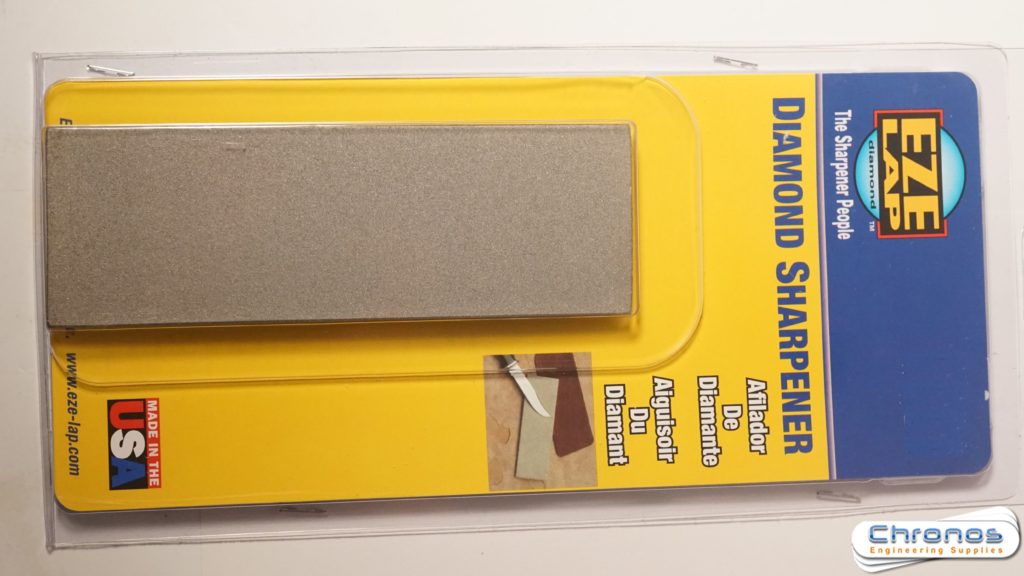 EZE
LAP
diamond™
The Sharpener People
DIAMOND SHARPENER
Afilador
De
Diamante
Aiguisoir
Du
Diamant
www.eze-lap.com
MADE IN THE
USA
Chronos
Engineering Supplies